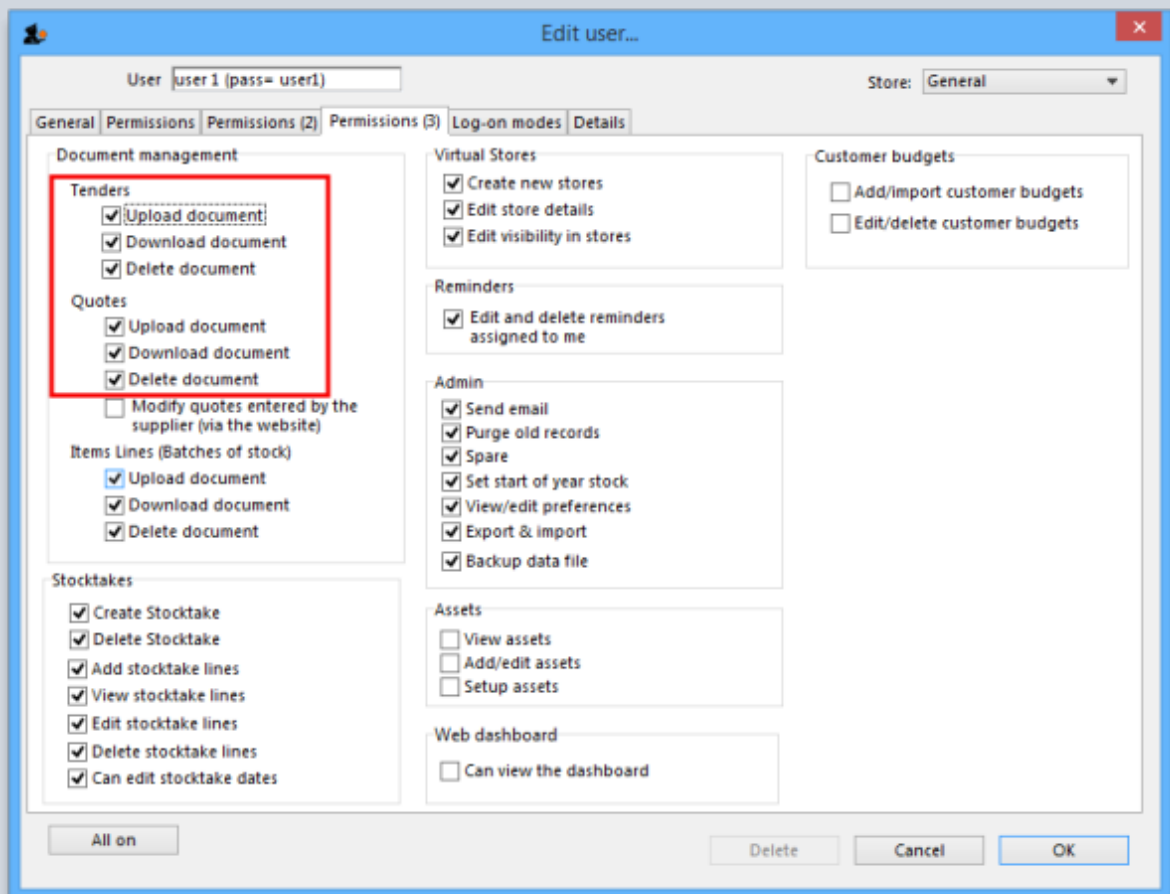 Edit user...
User user 1 (pass= user1)
Store: General
General Permissions Permissions (2) Permissions (3) Log-on modes Details
Document management
Tenders
Upload document
Download document
Delete document
Quotes
Upload document
Download document
Delete document
Modify quotes entered by the
supplier (via the website)
Items Lines (Batches of stock)
Upload document
Download document
Delete document
Stocktakes
Create Stocktake
Delete Stocktake
Add stocktake lines
View stocktake lines
Edit stocktake lines
Delete stocktake lines
Can edit stocktake dates
Virtual Stores
Create new stores
Edit store details
Edit visibility in stores
Reminders
Edit and delete reminders
assigned to me
Admin
Send email
Purge old records
Spare
Set start of year stock
View/edit preferences
Export & import
Backup data file
Assets
View assets
Add/edit assets
Setup assets
Web dashboard
Can view the dashboard
Customer budgets
Add/import customer budgets
Edit/delete customer budgets
All on
Delete
Cancel
OK